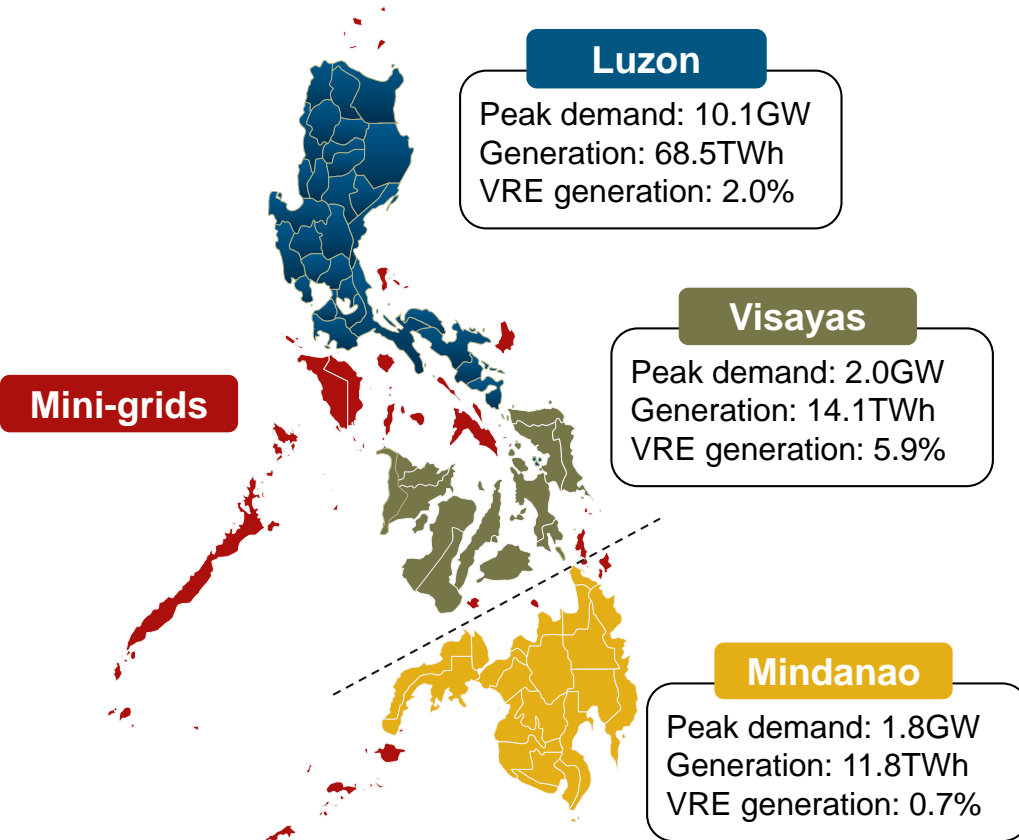 Luzon
Peak demand: 10.1GW
Generation: 68.5TWh
VRE generation: 2.0%
Visayas
Peak demand: 2.0GW
Generation: 14.1TWh
VRE generation: 5.9%
Mini-grids
Mindanao
Peak demand: 1.8GW
Generation: 11.8TWh
VRE generation: 0.7%